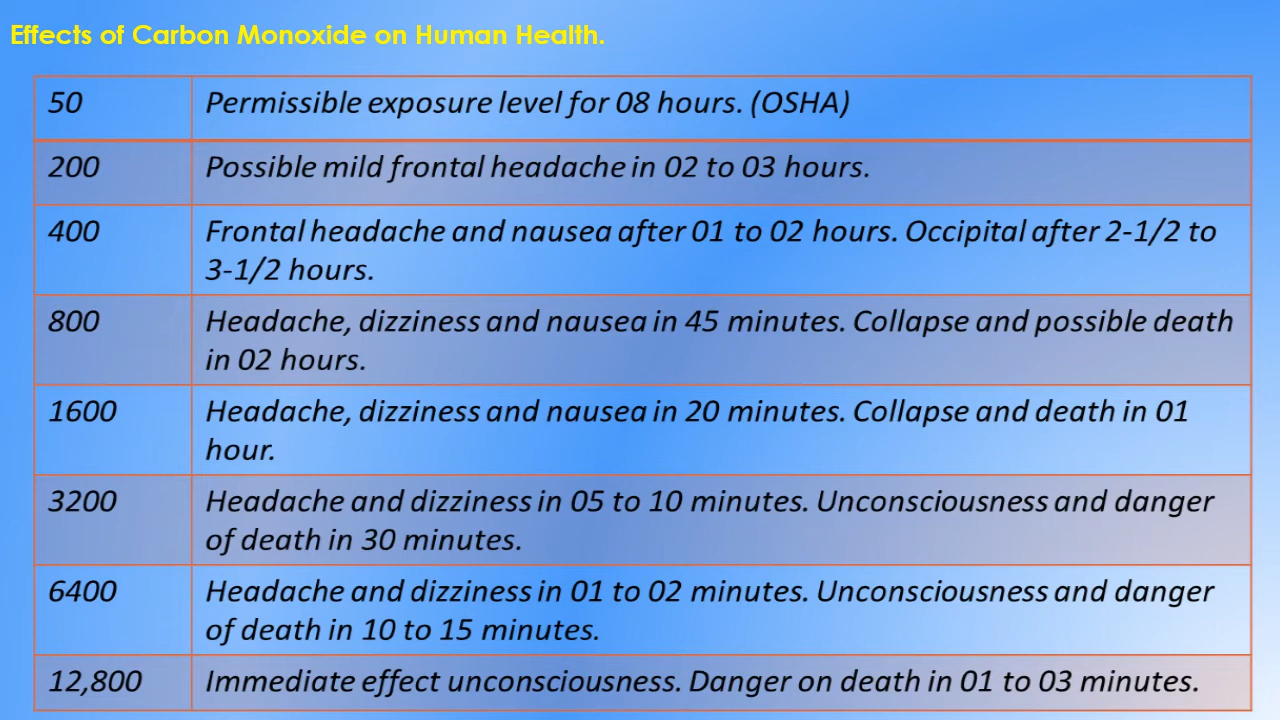 Effects of Carbon Monoxide on Human Health.
50 Permissible exposure level for 08 hours. (OSHA)
200 Possible mild frontal headache in 02 to 03 hours.
400 Frontal headache and nausea after 01 to 02 hours. Occipital after 2-1/2 to
3-1/2 hours.
800 Headache, dizziness and nausea in 45 minutes. Collapse and possible death
in 02 hours.
1600 Headache, dizziness and nausea in 20 minutes. Collapse and death in 01
hour.
3200 Headache and dizziness in 05 to 10 minutes. Unconsciousness and danger
of death in 30 minutes.
6400 Headache and dizziness in 01 to 02 minutes. Unconsciousness and danger
of death in 10 to 15 minutes.
12,800 Immediate effect unconsciousness. Danger on death in 01 to 03 minutes.